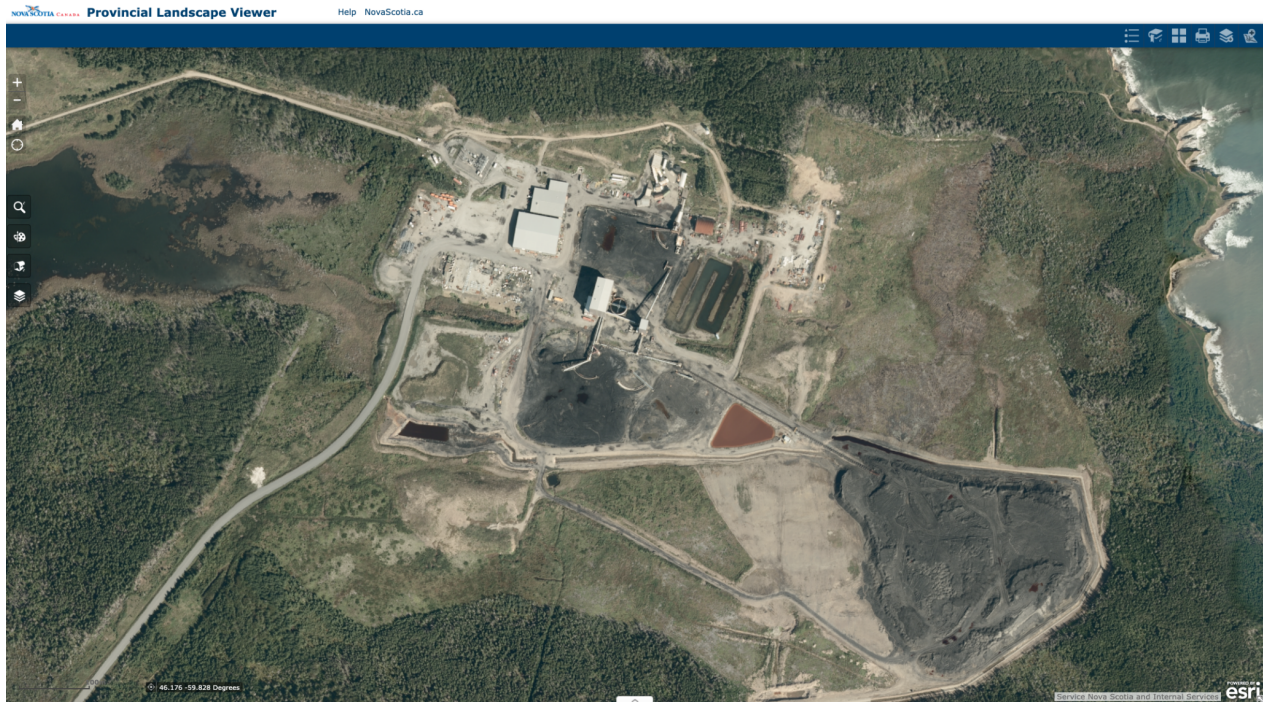 NOVA SCOTIA CANADA Provincial Landscape Viewer Help NovaScotia.ca
+
−
46.176 -59.828 Degrees
POWERED BY
esri
Service Nova Scotia and Internal Services